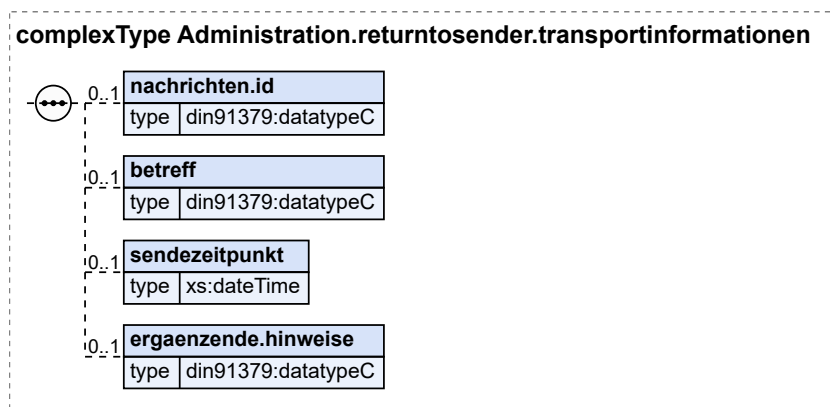 complexType Administration.returntosender.transportinformationen
0..1 nachrichten.id
type din91379:datatypeC
0..1 betreff
type din91379:datatypeC
0..1 sendezeitpunkt
type xs:dateTime
0..1 ergaenzende.hinweise
type din91379:datatypeC